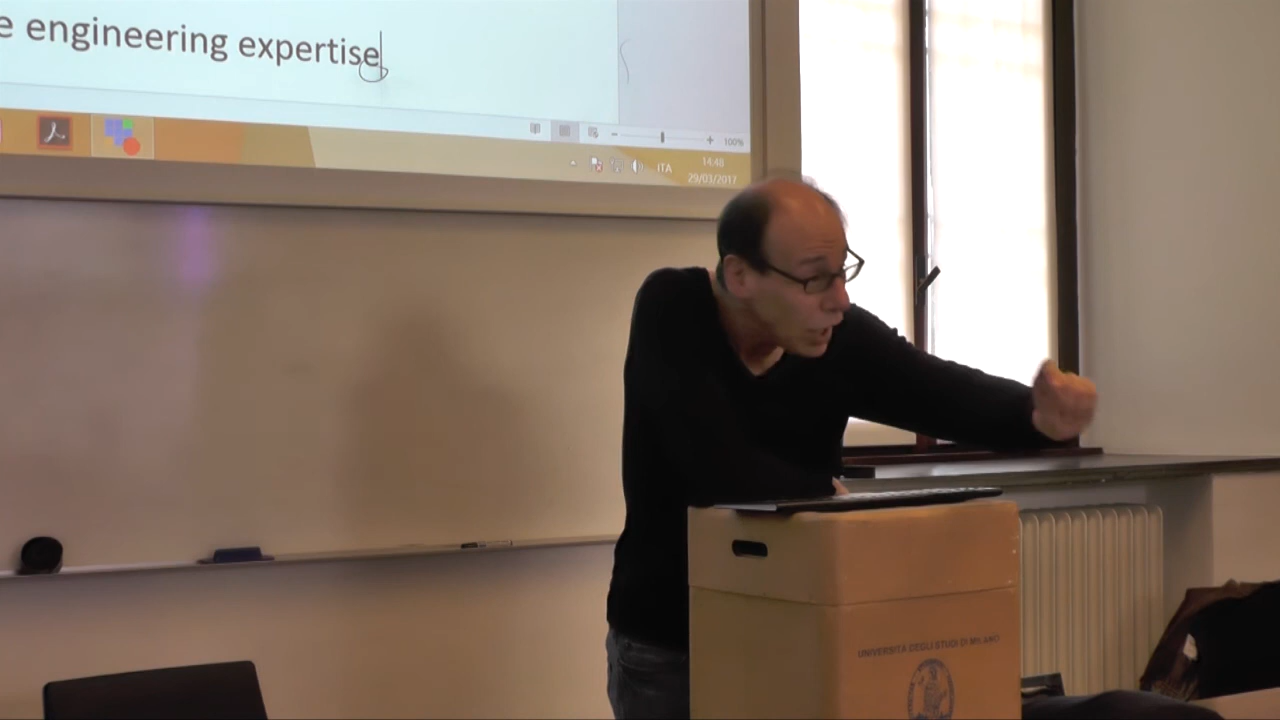 e engineering expertise
100%
ITA
14:48
29/03/2017
UNIVERSITÀ DEGLI STUDI DI MILANO